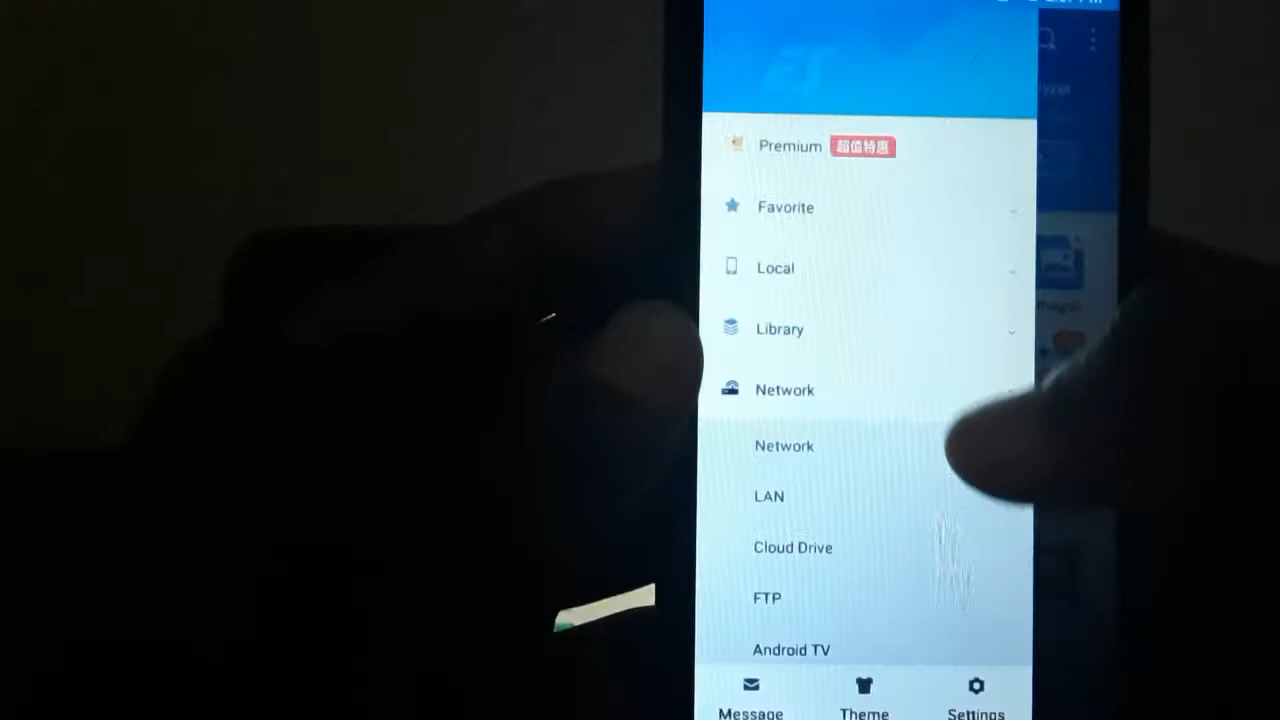 ES
Premium 超值特惠
Favorite
Local
Library
Network
Network
LAN
Cloud Drive
FTP
Android TV
Message Theme Settings